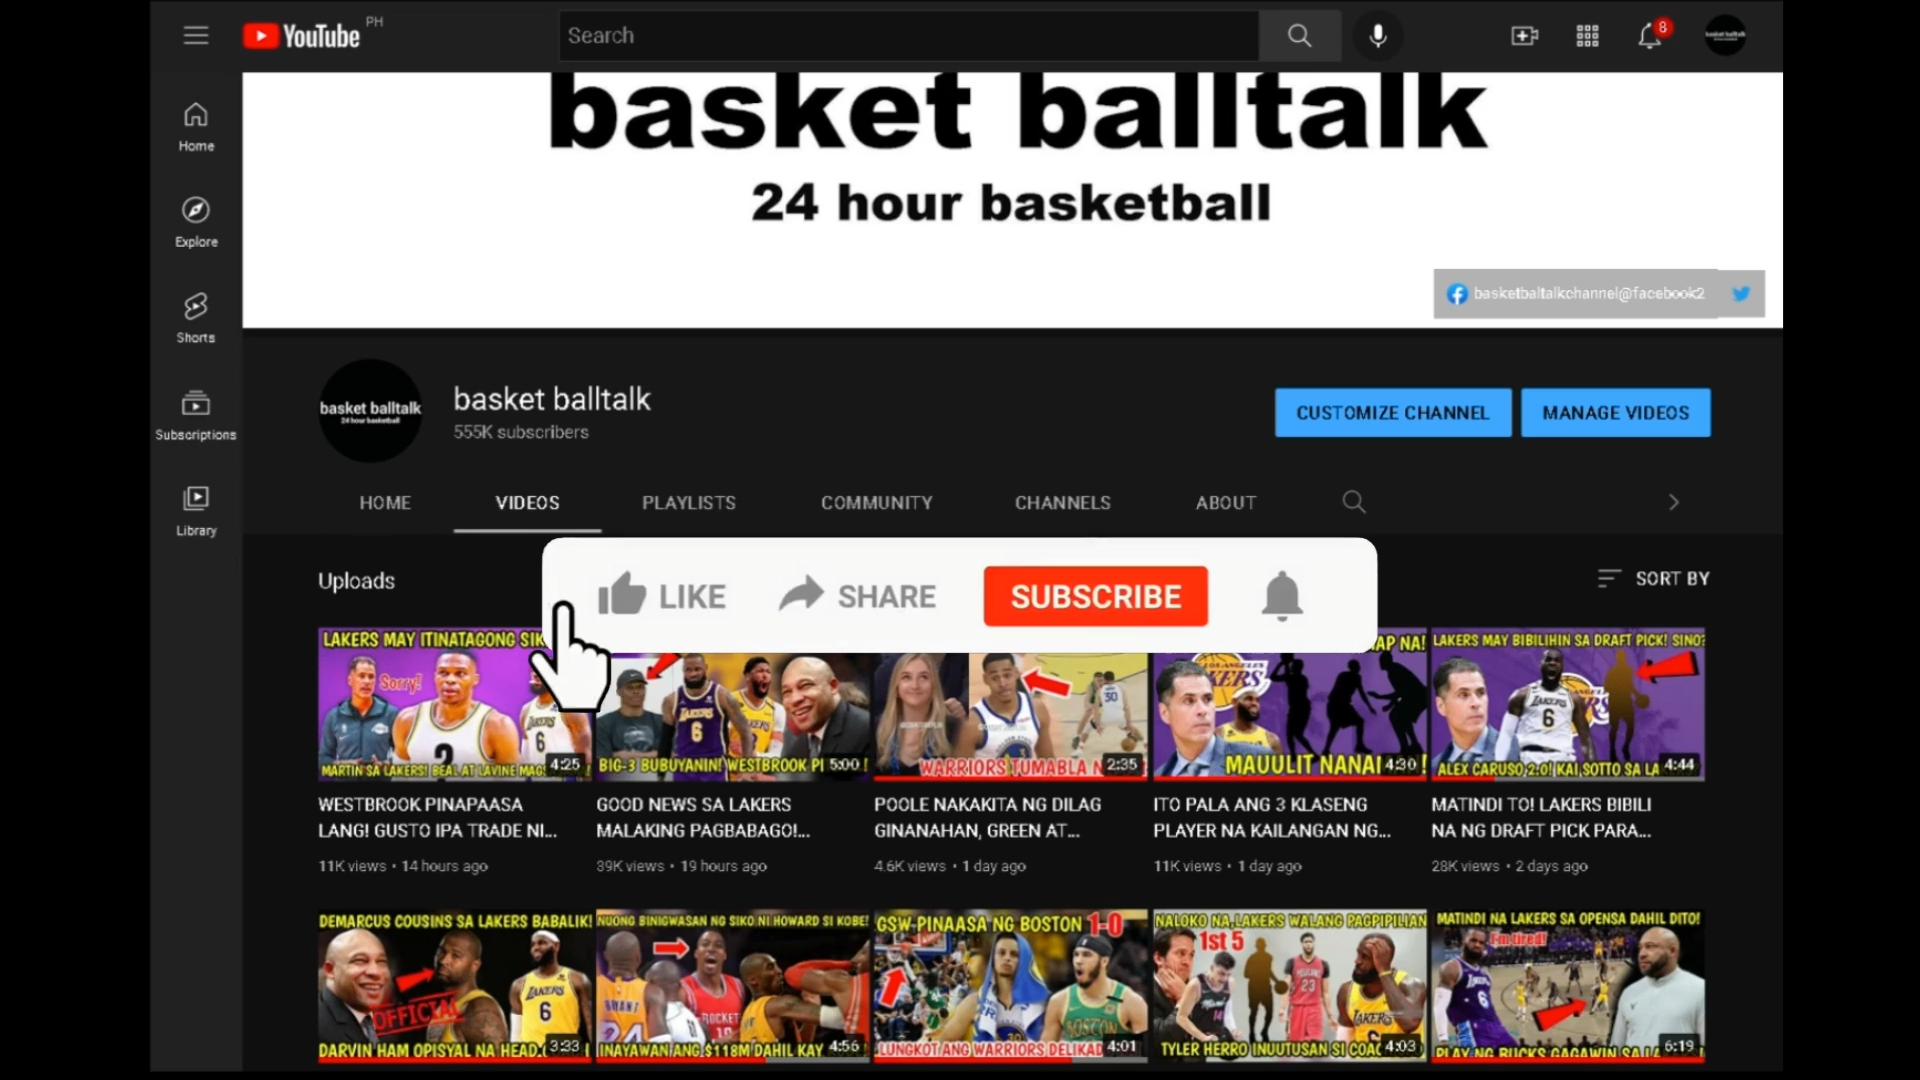 YouTube PH
Search
8
basket balltalk
24 hour basketball
Home
Explore
Shorts
Subscriptions
Library
basketbaltalkchannel@facebook2
basket balltalk
24 hour basketball
basket balltalk
555K subscribers
CUSTOMIZE CHANNEL
MANAGE VIDEOS
HOME
VIDEOS
PLAYLISTS
COMMUNITY
CHANNELS
ABOUT
Uploads
SORT BY
LIKE
SHARE
SUBSCRIBE
LAKERS MAY ITINATAGONG
Sorry!
MARTIN SA LAKERS! BEAL AT LAVINE
4:25
BIG-3 BUBUYANIN! WESTBROOK
5:00
WARRIORS TUMABLA
2:35
NA!
MAUULIT
4:30
LAKERS MAY BIBILIHIN SA DRAFT PICK! SINO?
ALEX CARUSO 2.0! KAI SOTTO SA
4:44
WESTBROOK PINAPAASA
LANG! GUSTO IPA TRADE NI...
11K views • 14 hours ago
GOOD NEWS SA LAKERS
MALAKING PAGBABAGO!...
39K views • 19 hours ago
POOLE NAKAKITA NG DILAG
GINANAHAN, GREEN AT...
4.6K views • 1 day ago
ITO PALA ANG 3 KLASENG
PLAYER NA KAILANGAN NG...
11K views • 1 day ago
MATINDI TO! LAKERS BIBILI
NA NG DRAFT PICK PARA...
28K views • 2 days ago
DEMARCUS COUSINS SA LAKERS BABALIK!
OFFICIAL
DARVIN HAM OPISYAL NA HEAD
3:33
NUONG BINIGWASAN NG SIKO NI HOWARD SI KOBE!
INAYAWAN ANG $118M DAHIL KAY
4:56
GSW PINAASA NG BOSTON 1-0
LUNGKOT ANG WARRIORS
4:01
NALOKO NA LAKERS WALANG PAGPIPILIAN
1st 5
TYLER HERRO INUUTUSAN SI
4:03
MATINDI NA LAKERS SA OPENSA DAHIL DITO!
I'm tired!
PLAY NG BUCKS GAGAWIN SA
6:19